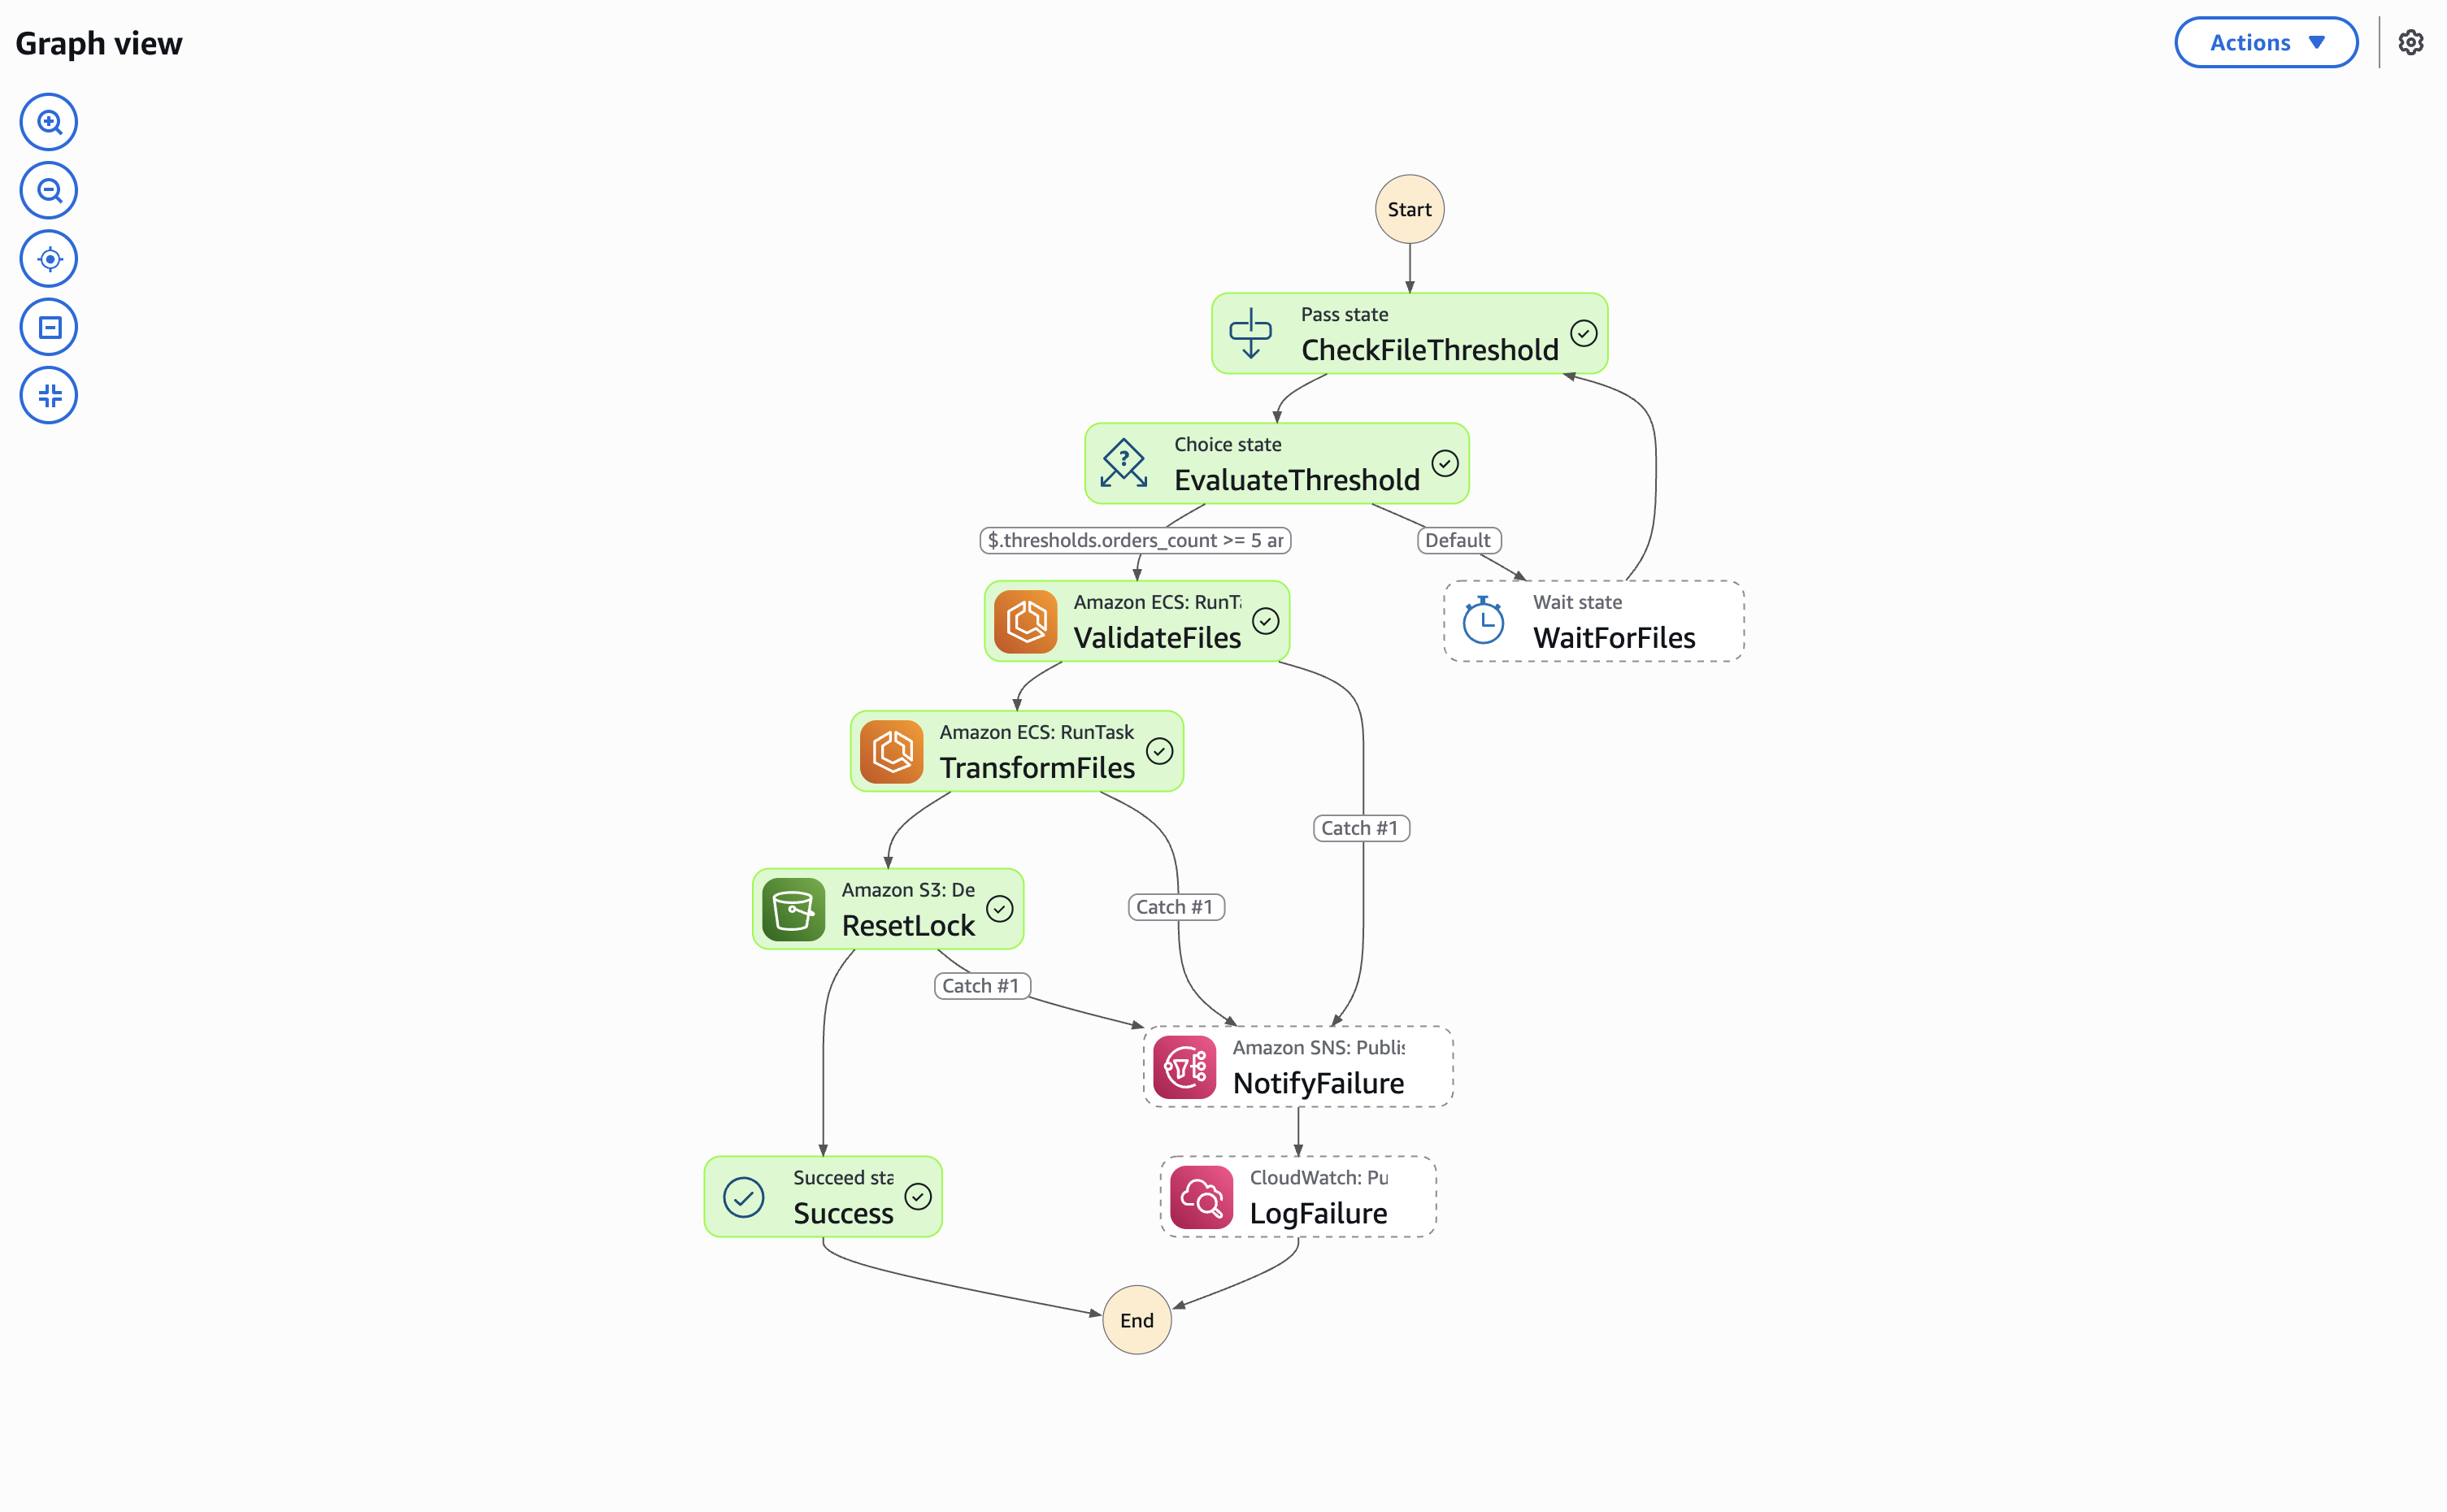 Graph view
Actions
Start
Pass state
CheckFileThreshold
Choice state
EvaluateThreshold
$.thresholds.orders_count >= 5 ar
Default
Amazon ECS: RunTa
ValidateFiles
Wait state
WaitForFiles
Amazon ECS: RunTask
TransformFiles
Catch #1
Amazon S3: De
ResetLock
Catch #1
Catch #1
Amazon SNS: Publis
NotifyFailure
Succeed sta
Success
CloudWatch: Pu
LogFailure
End